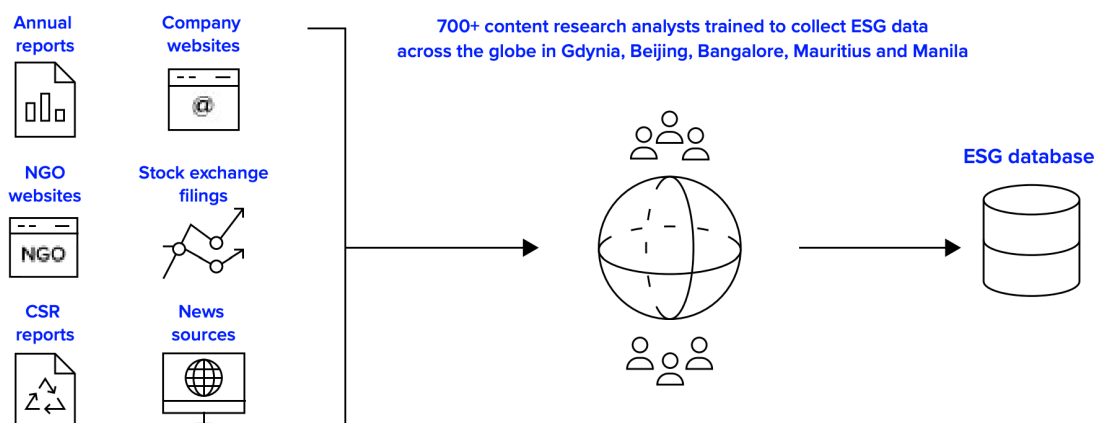 Annual
reports
Company
websites
700+ content research analysts trained to collect ESG data
across the globe in Gdynia, Beijing, Bangalore, Mauritius and Manila
@
NGO
websites
Stock exchange
filings
ESG database
NGO
CSR
reports
News
sources